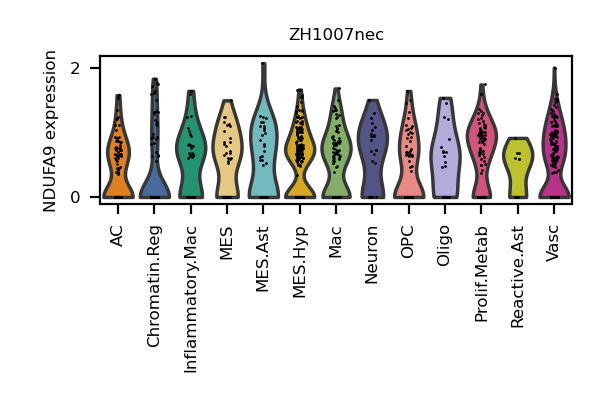 ZH1007nec
NDUFA9 expression
2
0
AC
Chromatin.Reg
Inflammatory.Mac
MES
MES.Ast
MES.Hyp
Mac
Neuron
OPC
Oligo
Prolif.Metab
Reactive.Ast
Vasc